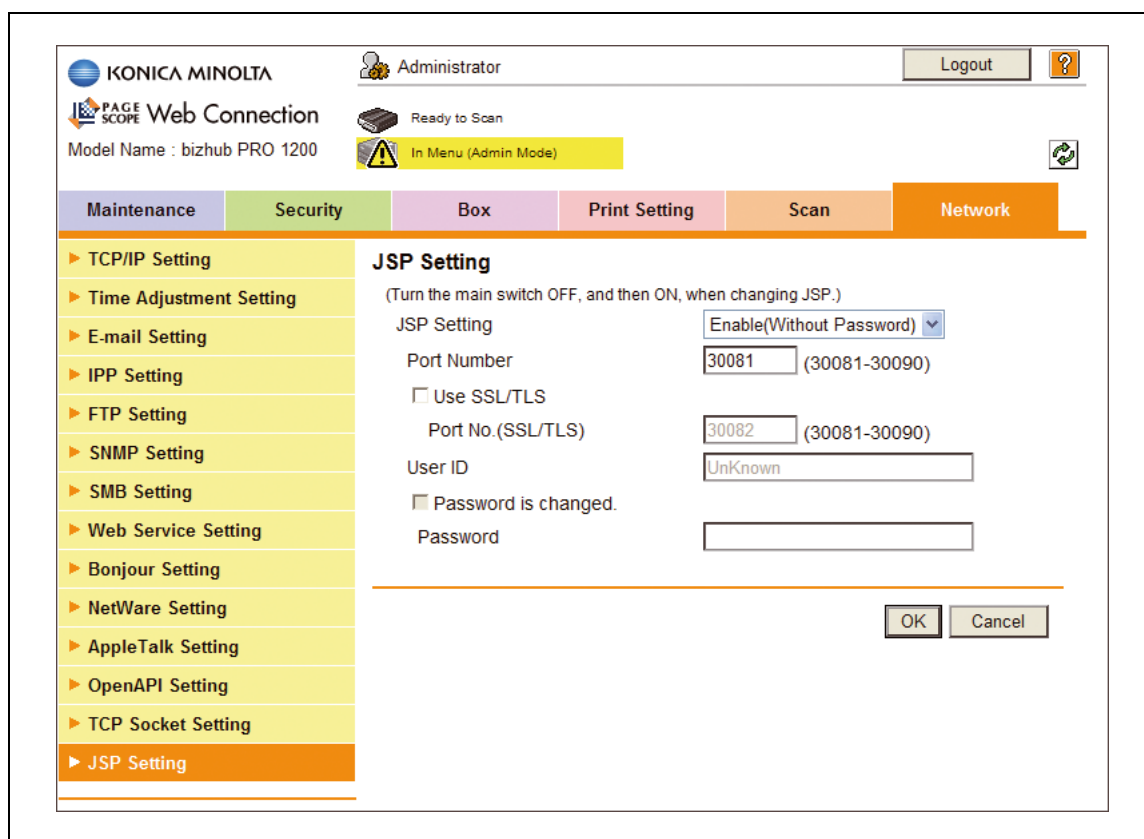 KONICA MINOLTA
Administrator
Logout
?
PAGE SCOPE Web Connection
Ready to Scan
Model Name : bizhub PRO 1200
In Menu (Admin Mode)
Maintenance Security Box Print Setting Scan Network
TCP/IP Setting
Time Adjustment Setting
E-mail Setting
IPP Setting
FTP Setting
SNMP Setting
SMB Setting
Web Service Setting
Bonjour Setting
NetWare Setting
AppleTalk Setting
OpenAPI Setting
TCP Socket Setting
JSP Setting
JSP Setting
(Turn the main switch OFF, and then ON, when changing JSP.)
JSP Setting Enable(Without Password)
Port Number 30081 (30081-30090)
Use SSL/TLS
Port No.(SSL/TLS) 30082 (30081-30090)
User ID UnKnown
Password is changed.
Password
OK Cancel